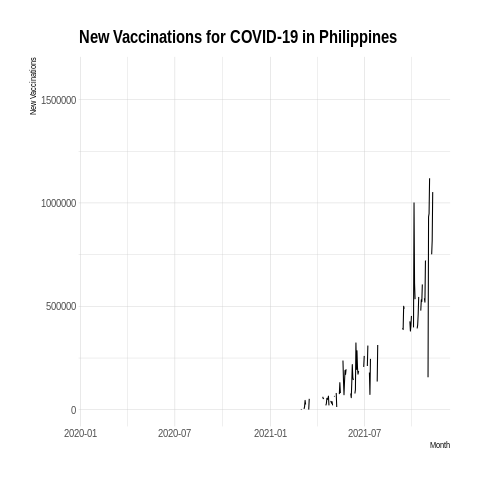 New Vaccinations for COVID-19 in Philippines
New Vaccinations
1500000
1000000
500000
0
2020-01 2020-07 2021-01 2021-07
Month